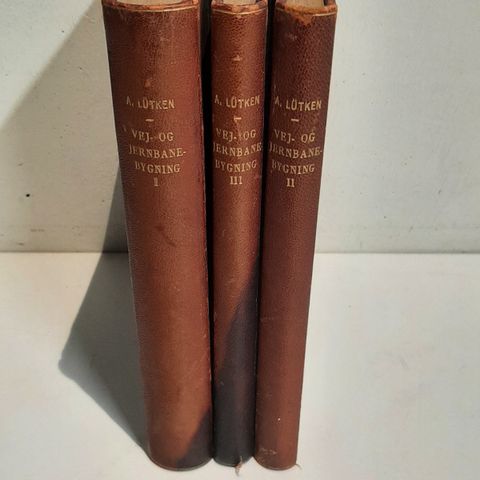 A. LÜTKEN
VEJ- OG
JERNBANE-
BYGNING
I
A. LÜTKEN
VEJ- OG
JERNBANE-
BYGNING
III
A. LÜTKEN
VEJ- OG
JERNBANE-
BYGNING
II